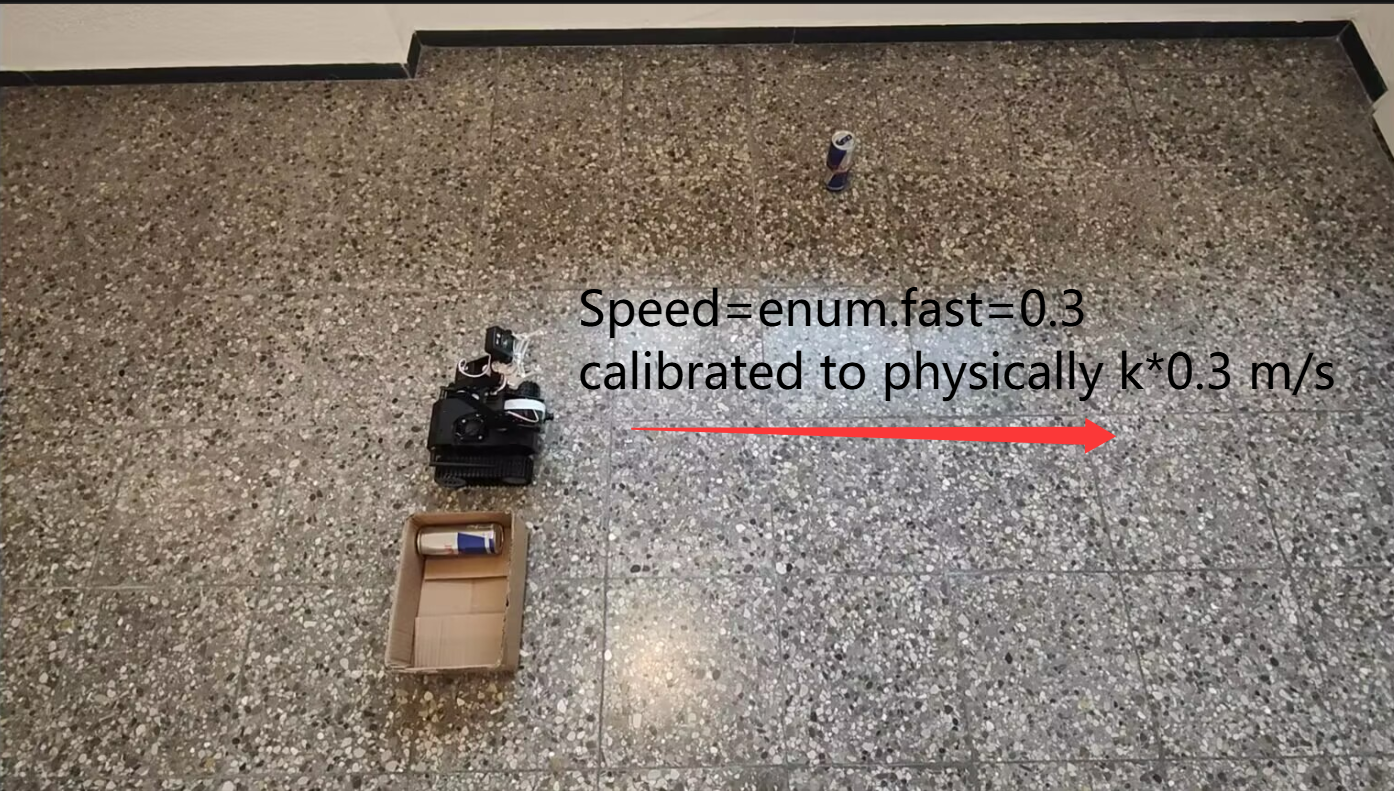 Speed=enum.fast=0.3
calibrated to physically k*0.3 m/s